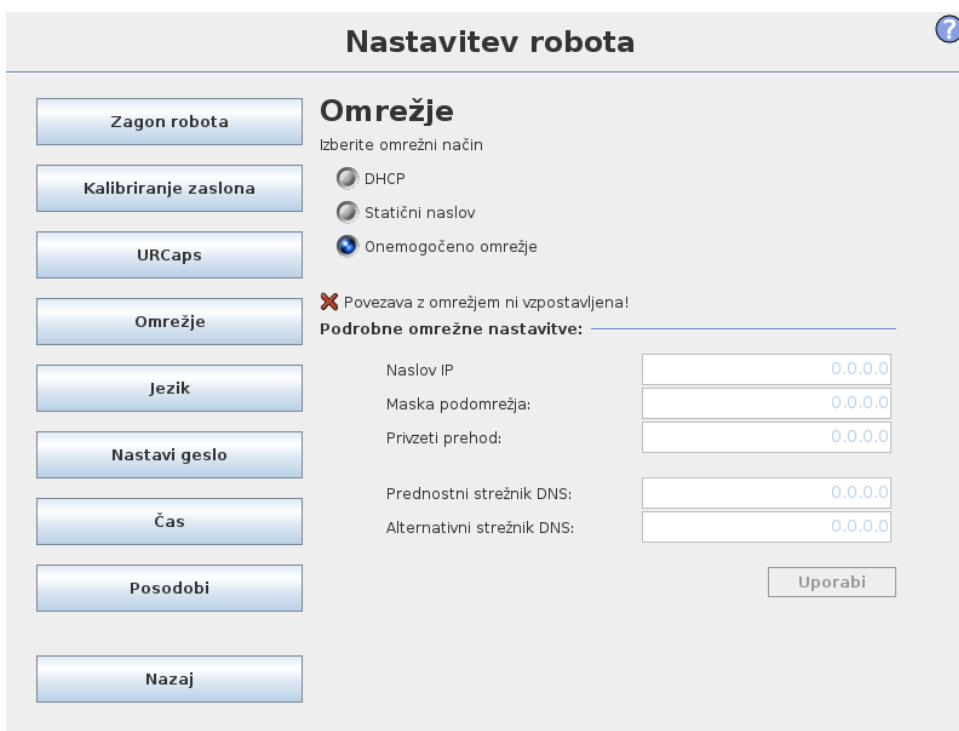 Nastavitev robota
?
Zagon robota
Kalibriranje zaslona
URCaps
Omrežje
Jezik
Nastavi geslo
Čas
Posodobi
Nazaj
Omrežje
Izberite omrežni način
DHCP
Statični naslov
Onemogočeno omrežje
Povezava z omrežjem ni vzpostavljena!
Podrobne omrežne nastavitve:
Naslov IP 0.0.0.0
Maska podomrežja: 0.0.0.0
Privzeti prehod: 0.0.0.0
Prednostni strežnik DNS: 0.0.0.0
Alternativni strežnik DNS: 0.0.0.0
Uporabi